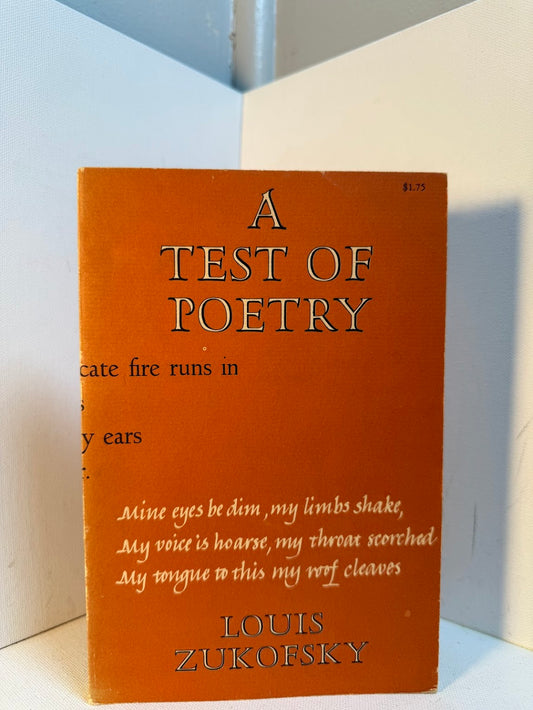 $1.75
A
TEST OF
POETRY
cate fire runs in
s
y ears
r.
Mine eyes be dim, my limbs shake,
My voice is hoarse, my throat scorched
My tongue to this my roof cleaves
LOUIS
ZUKOFSKY